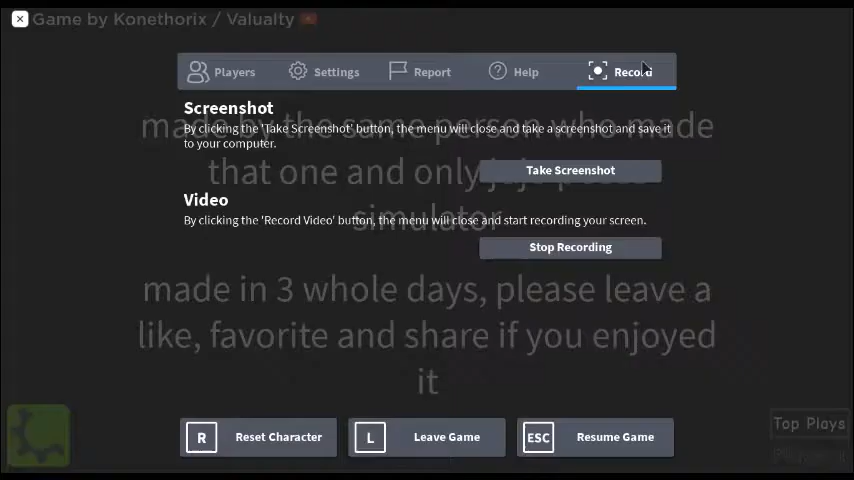 Game by Konethorix / Valualty
Players
Settings
Report
Help
Record
Screenshot
By clicking the 'Take Screenshot' button, the menu will close and take a screenshot and save it
to your computer.
Take Screenshot
Video
By clicking the 'Record Video' button, the menu will close and start recording your screen.
Stop Recording
made by the same person who made
that one and only
simulator
made in 3 whole days, please leave a
like, favorite and share if you enjoyed
it
R Reset Character
L Leave Game
ESC Resume Game
Top Plays